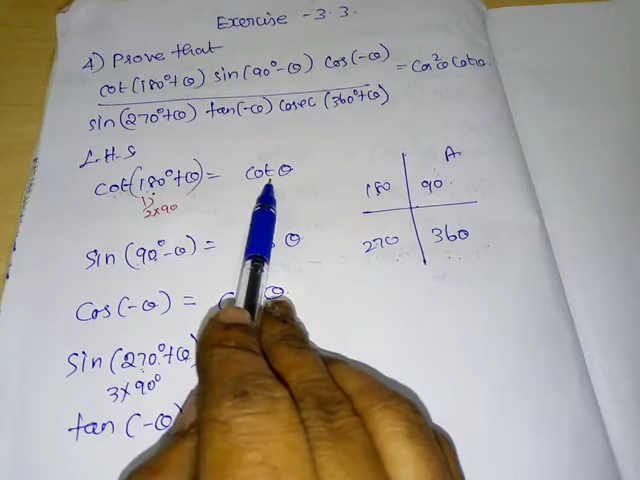 Exercise - 3.3.
4) Prove that
cot(180°+θ) sin(90°-θ) cos(-θ) = cos²θ cotθ.
sin(270°+θ) tan(-θ) cosec(360°+θ)
L.H.S
cot(180°+θ) = cot θ
2×90
sin(90°-θ) = θ
cos(-θ) = θ
sin(270°+θ)
3×90°
tan(-θ)
A
180 90
270 360